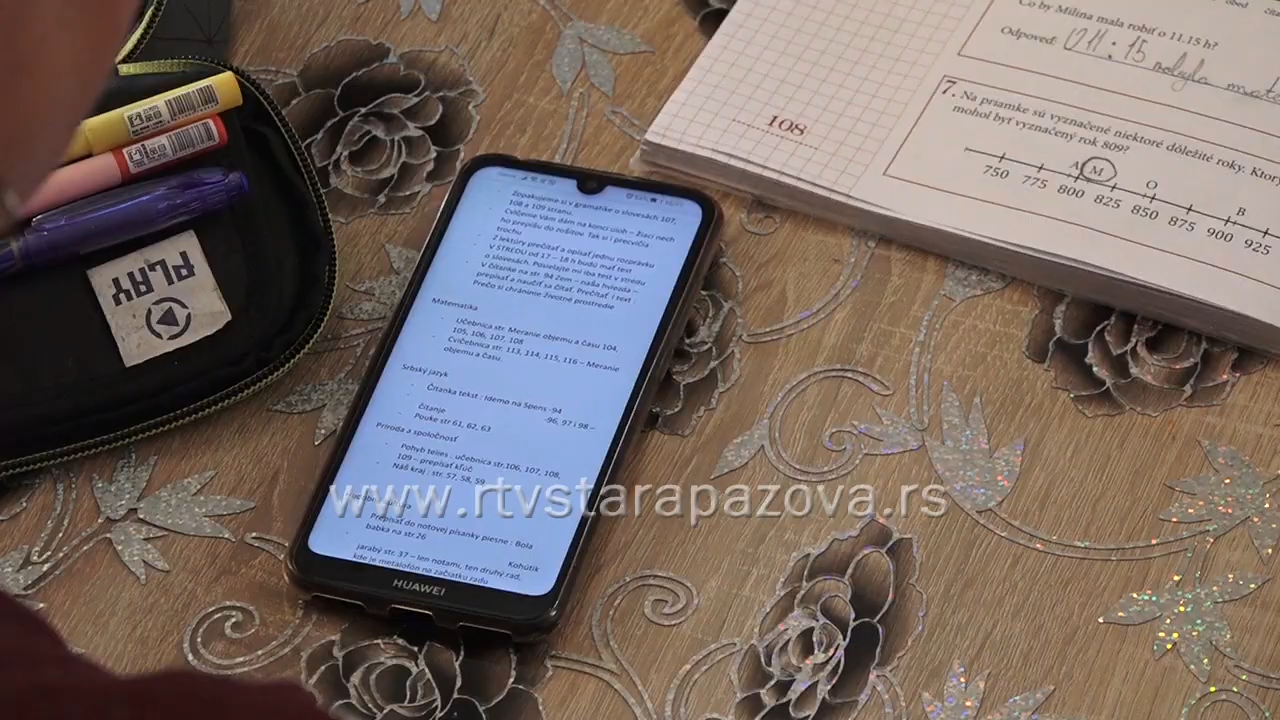 Zopakujeme si v gramatike o slovesách 107,
108 a 109 stranu.
Cvičenie Vám dám na konci úloh – žiaci nech
ho prepíšu do zošitov. Tak si i precvičia
trochu
2 lektúry prečítať a opísať jednu rozprávku
V STREDU od 17 – 18 h budú mať test
o slovesách. Posielajte mi iba test v stredu
V Čítanke na str. 94 Zem – naša hviezda –
prepísať a naučiť sa čítať. Prečítať i text
Prečo si chránime životné prostredie
Matematika
Učebnica str. Meranie objemu a času 104,
105, 106, 107, 108
Cvičebnica str. 113, 114, 115, 116 – Meranie
objemu a času.
Srbský jazyk
Čítanka tekst : Idemo na Spens -94
Čítanje -96, 97 i 98 –
Pouke str 61, 62, 63
Príroda a spoločnosť
Pohyb telies . učebnica str.106, 107, 108,
109 – prepísať kľúč
Náš kraj : str. 57, 58, 59
Prepísať do notovej písanky piesne : Bola
babka na str.26
Kohútik
jarabý str. 37 – len notami, ten druhý rad,
kde je metalofón na začiatku radu
HUAWEI
PLAY
108
Čo by Milina mala robiť o 11.15 h?
Odpoveď: O 11:15
7. Na priamke sú vyznačené niektoré dôležité roky. Ktorý
mohol byť vyznačený rok 809?
A M O B
750 775 800 825 850 875 900 925
www.rtvstarapazova.rs